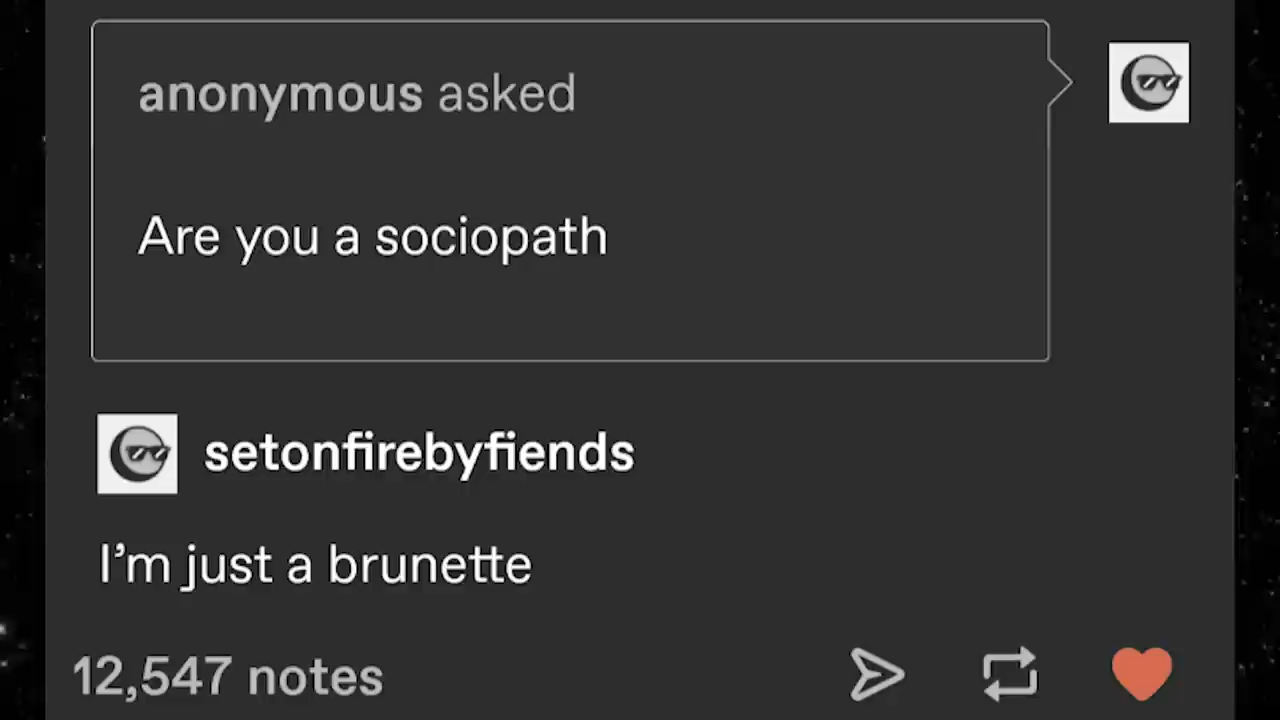 anonymous asked
Are you a sociopath
setonfirebyfiends
I’m just a brunette
12,547 notes